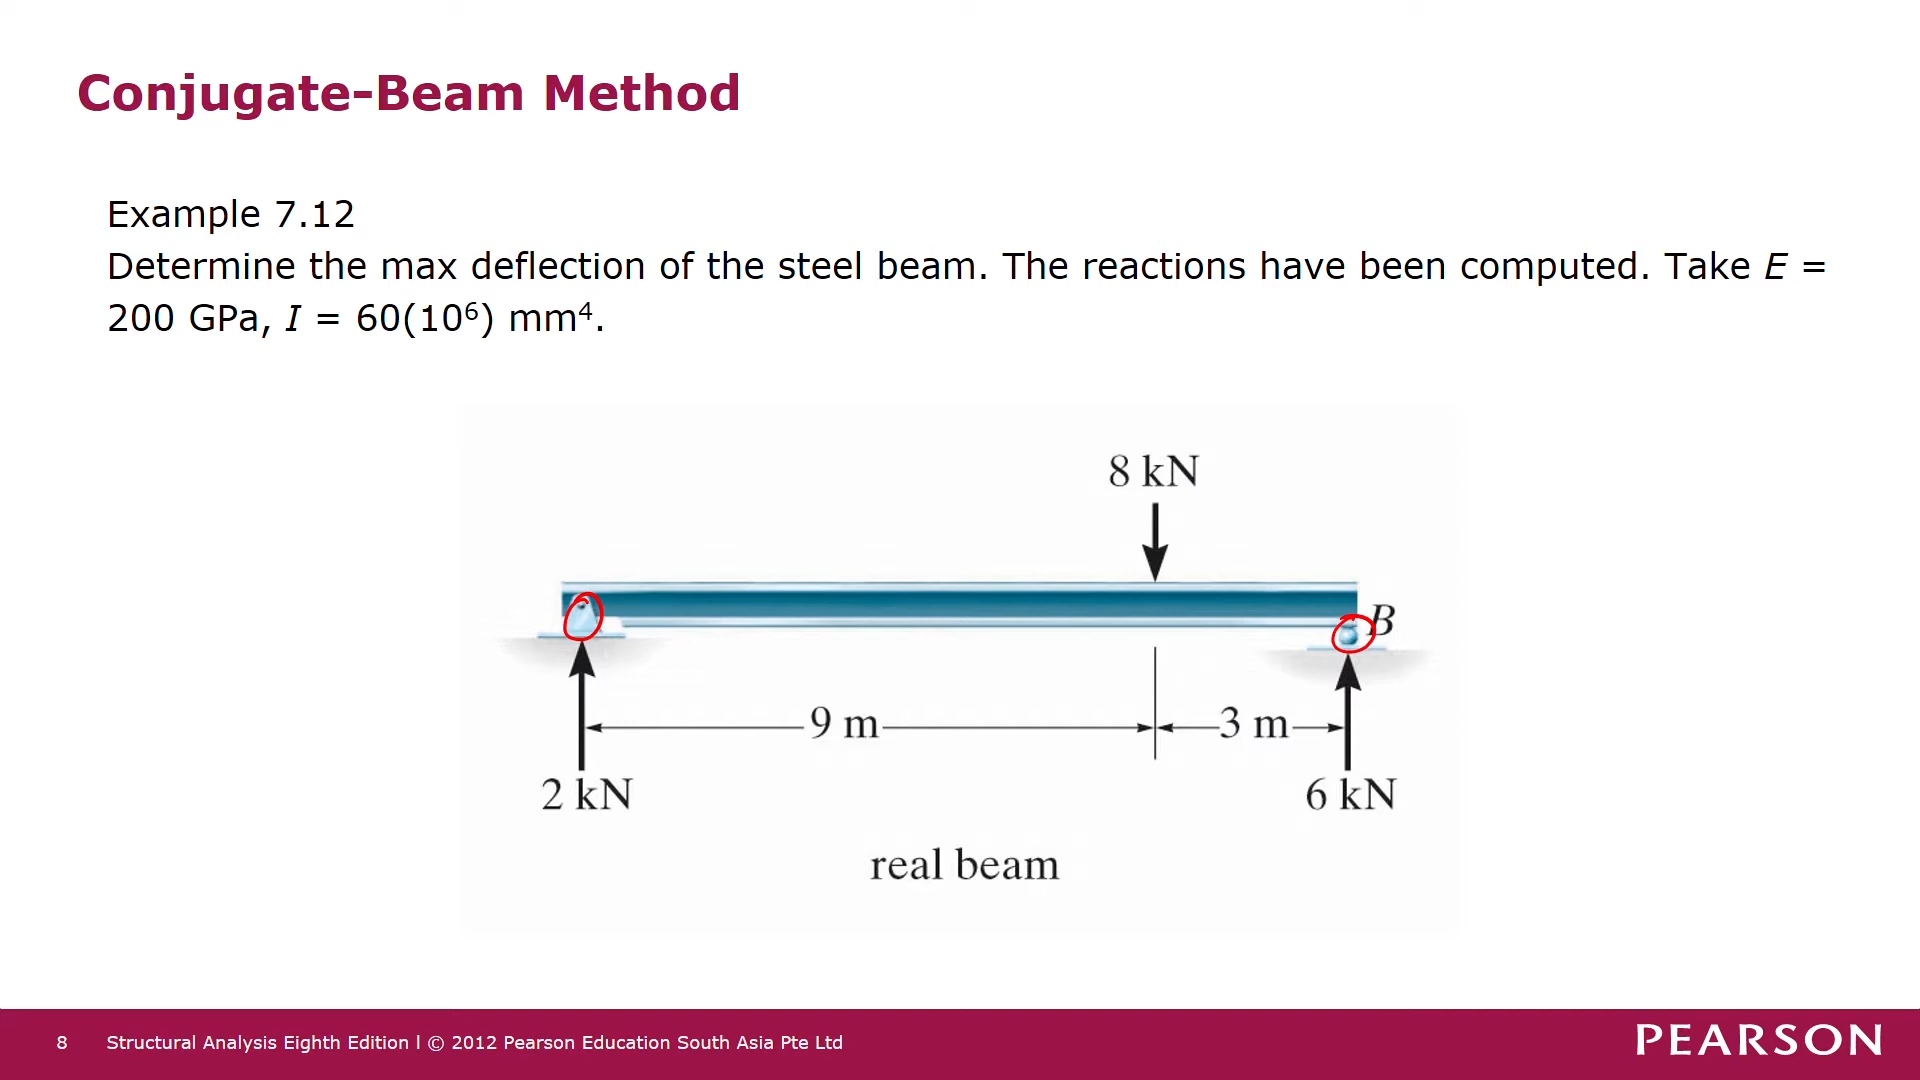 Conjugate-Beam Method
Example 7.12
Determine the max deflection of the steel beam. The reactions have been computed. Take E =
200 GPa, I = 60(10⁶) mm⁴.
8 kN
B
9 m
3 m
2 kN
6 kN
real beam
8 Structural Analysis Eighth Edition l © 2012 Pearson Education South Asia Pte Ltd
PEARSON